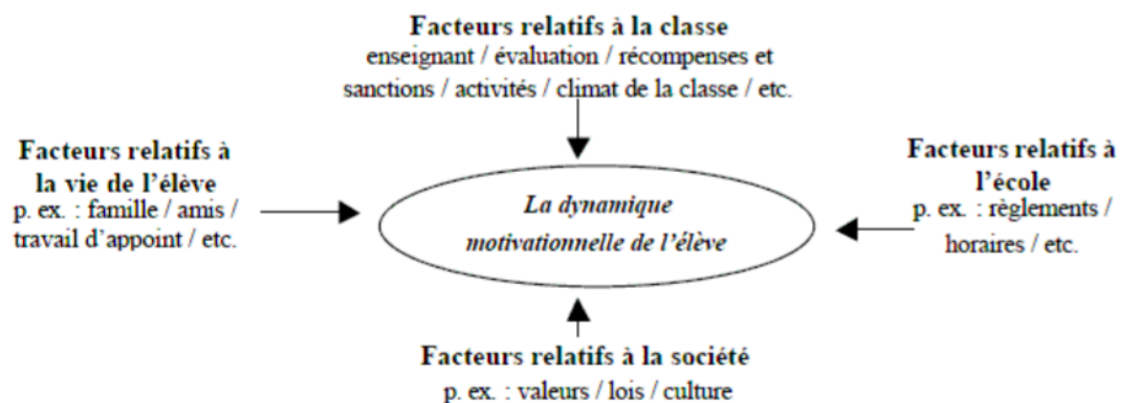 Facteurs relatifs à la classe
enseignant / évaluation / récompenses et
sanctions / activités / climat de la classe / etc.
Facteurs relatifs à
la vie de l'élève
p. ex. : famille / amis /
travail d'appoint / etc.
La dynamique
motivationnelle de l'élève
Facteurs relatifs à
l'école
p. ex. : règlements /
horaires / etc.
Facteurs relatifs à la société
p. ex. : valeurs / lois / culture